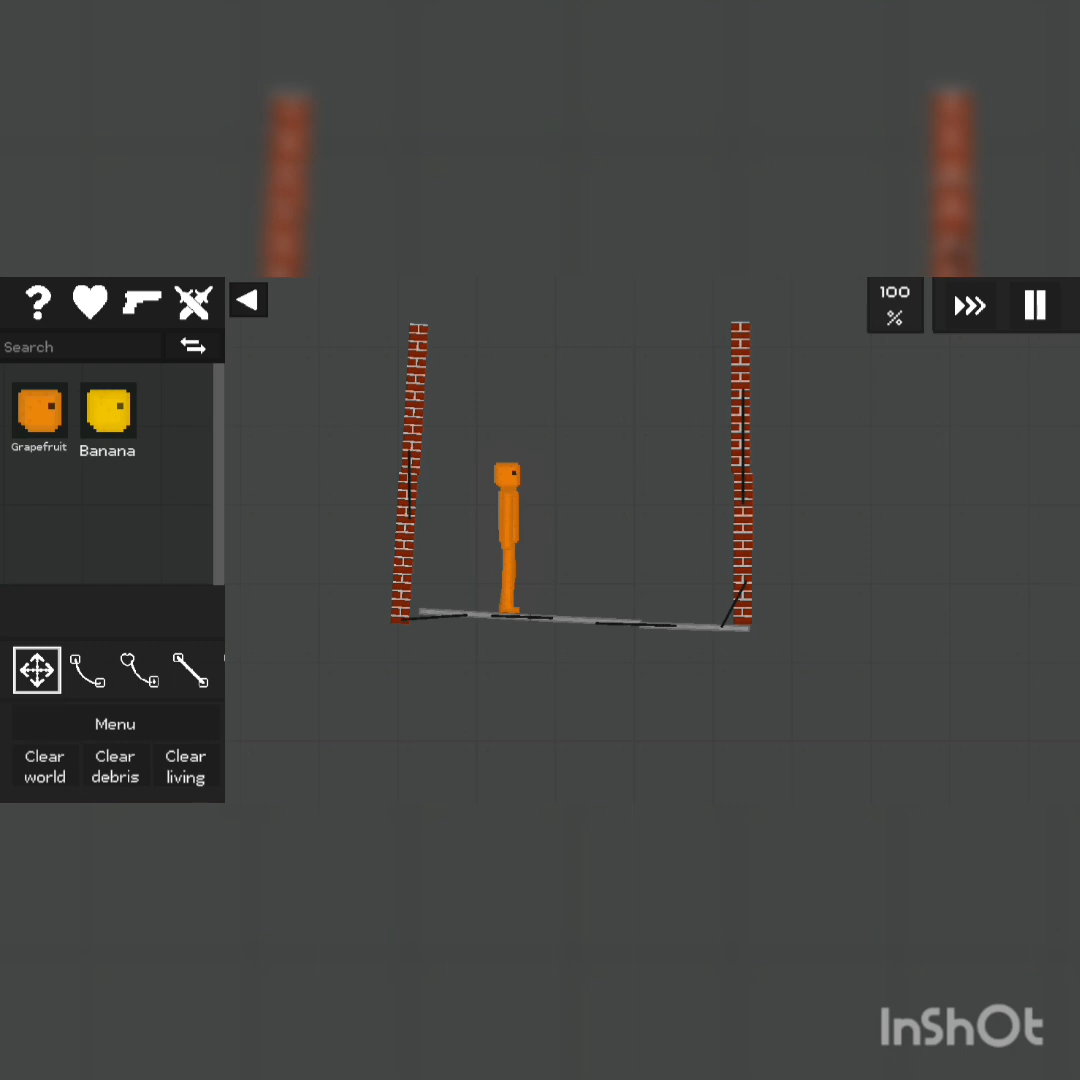 100
%
Search
Grapefruit
Banana
Menu
Clear world
Clear debris
Clear living
InShOt